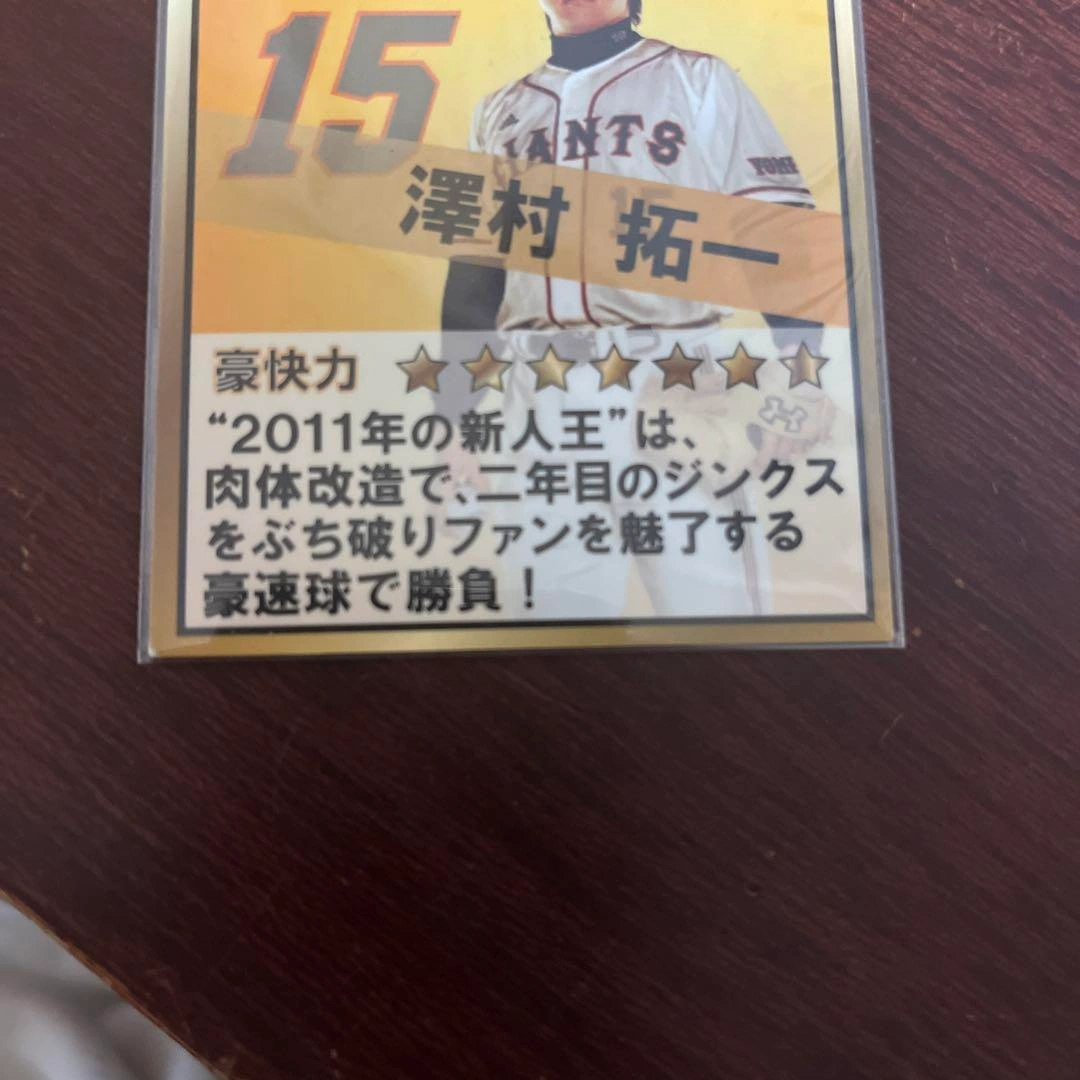 15
GIANTS
YOMI
澤村 拓一
豪快力
“2011年の新人王”は、
肉体改造で、二年目のジンクス
をぶち破りファンを魅了する
豪速球で勝負！